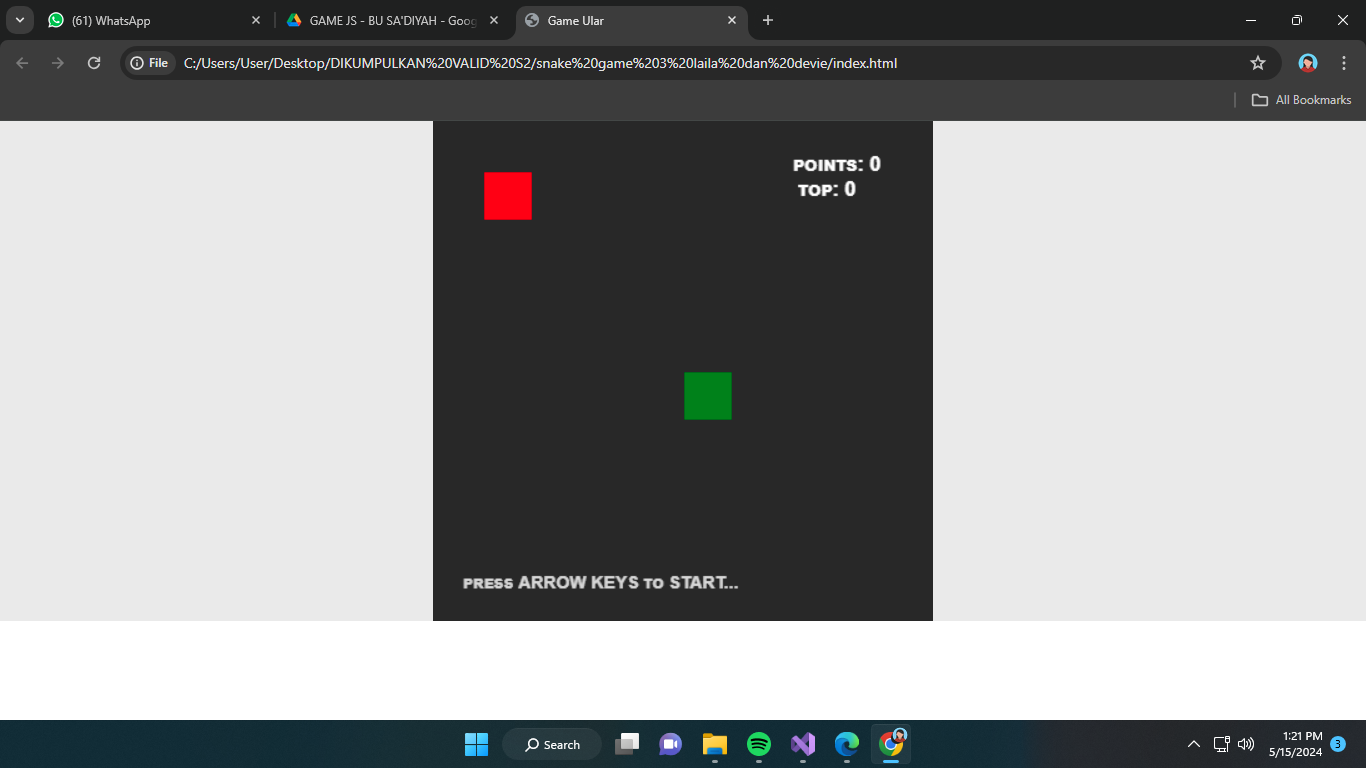 (61) WhatsApp
GAME JS - BU SA'DIYAH - Goog
Game Ular
File
C:/Users/User/Desktop/DIKUMPULKAN%20VALID%20S2/snake%20game%203%20laila%20dan%20devie/index.html
All Bookmarks
POINTS: 0
TOP: 0
PRESS ARROW KEYS TO START...
Search
1:21 PM
5/15/2024
3